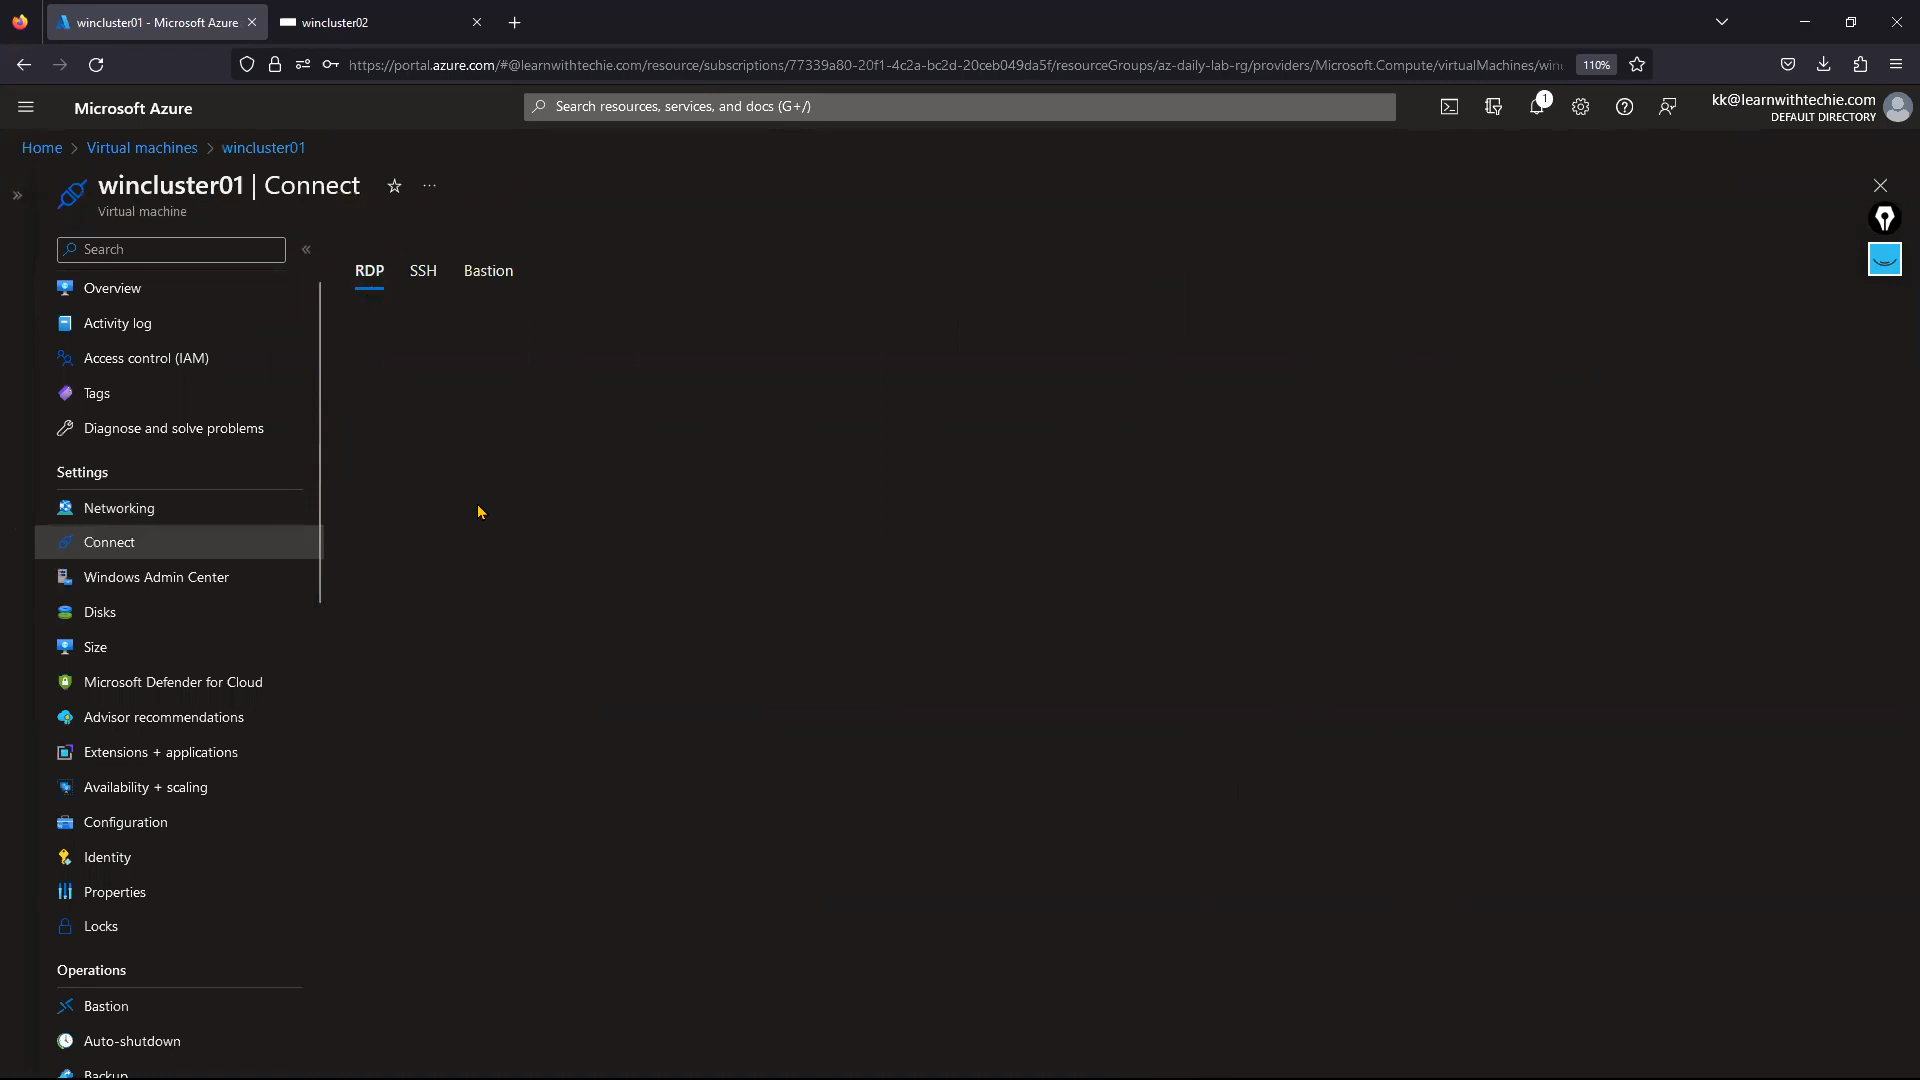 wincluster01 - Microsoft Azure
wincluster02
https://portal.azure.com/#@learnwithtechie.com/resource/subscriptions/77339a80-20f1-4c2a-bc2d-20ceb049da5f/resourceGroups/az-daily-lab-rg/providers/Microsoft.Compute/virtualMachines/win
110%
Microsoft Azure
Search resources, services, and docs (G+/)
1
kk@learnwithtechie.com
DEFAULT DIRECTORY
Home > Virtual machines > wincluster01
wincluster01 | Connect
Virtual machine
Search
RDP SSH Bastion
Overview
Activity log
Access control (IAM)
Tags
Diagnose and solve problems
Settings
Networking
Connect
Windows Admin Center
Disks
Size
Microsoft Defender for Cloud
Advisor recommendations
Extensions + applications
Availability + scaling
Configuration
Identity
Properties
Locks
Operations
Bastion
Auto-shutdown
Backup